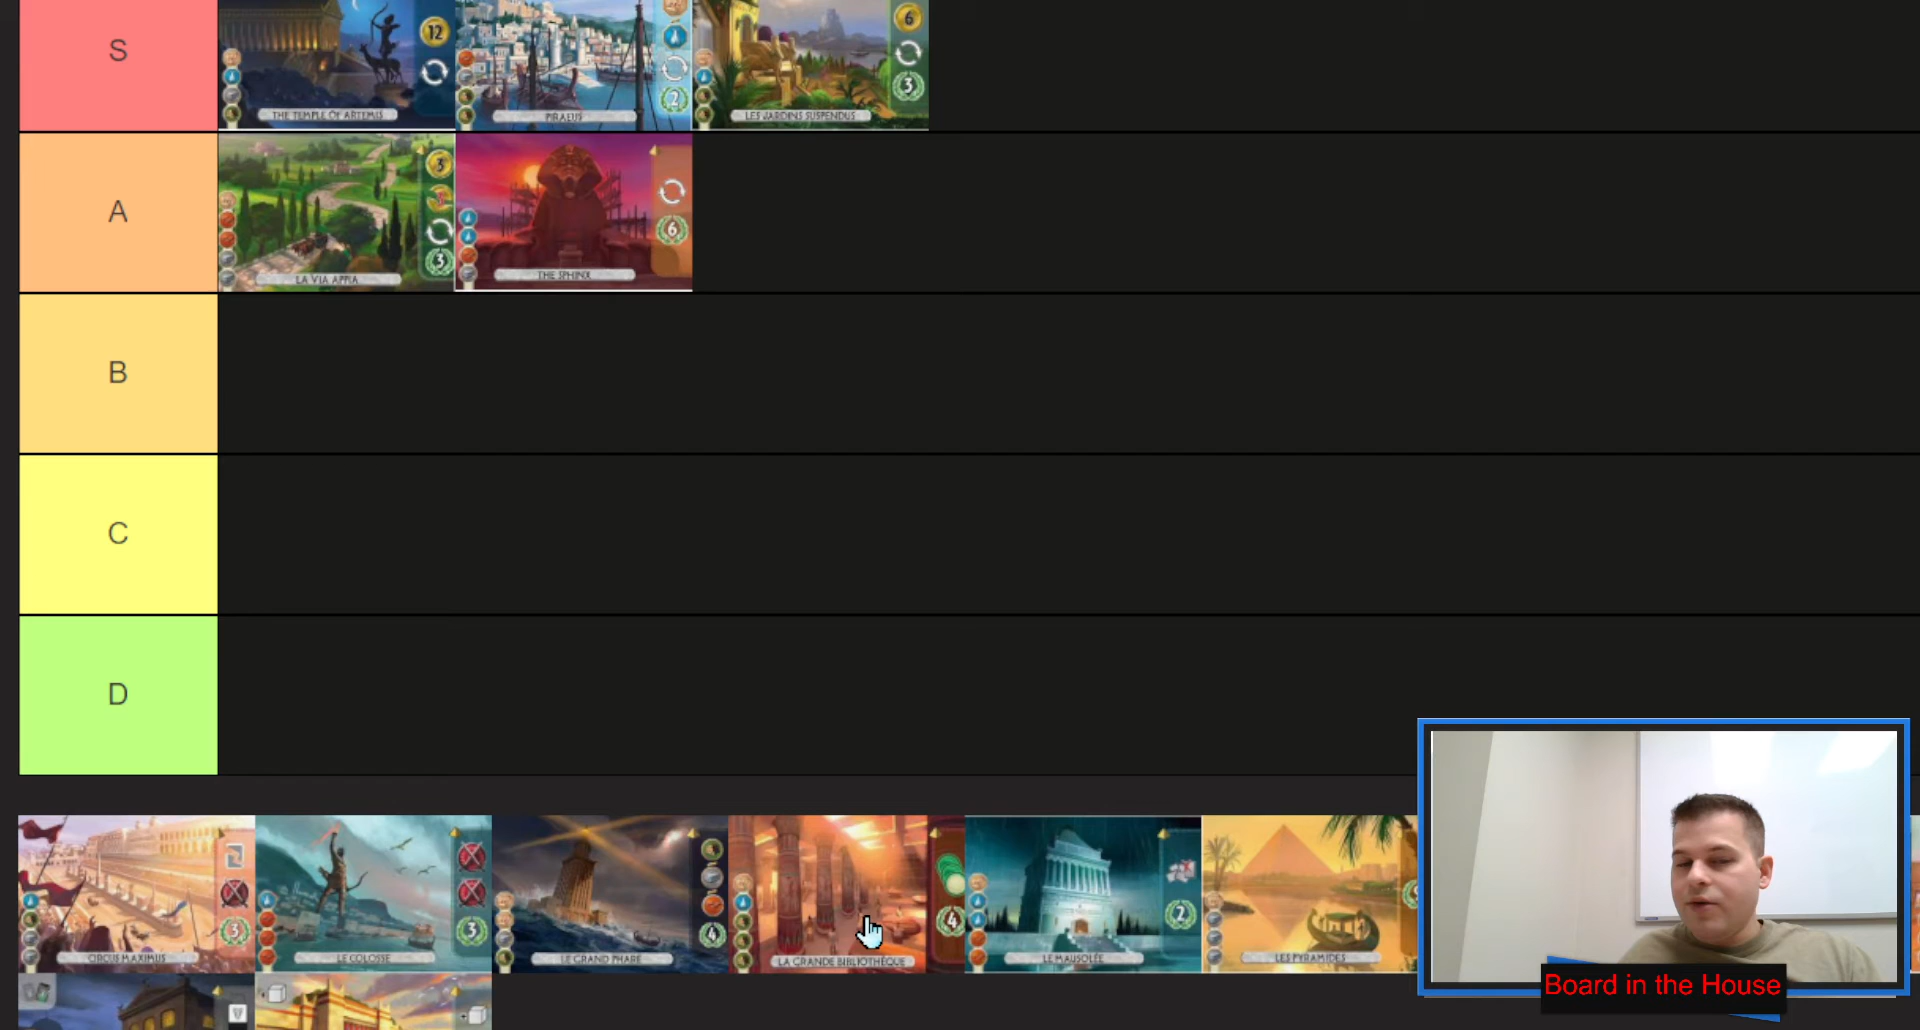 S
12
THE TEMPLE OF ARTEMIS
2
PIRAEUS
6
3
LES JARDINS SUSPENDUS
A
3
3
LA VIA APPIA
6
THE SPHINX
B
C
D
3
CIRCUS MAXIMUS
3
LE COLOSSE
4
LE GRAND PHARE
4
LA GRANDE BIBLIOTHÈQUE
2
LE MAUSOLÉE
LES PYRAMIDES
Board in the House